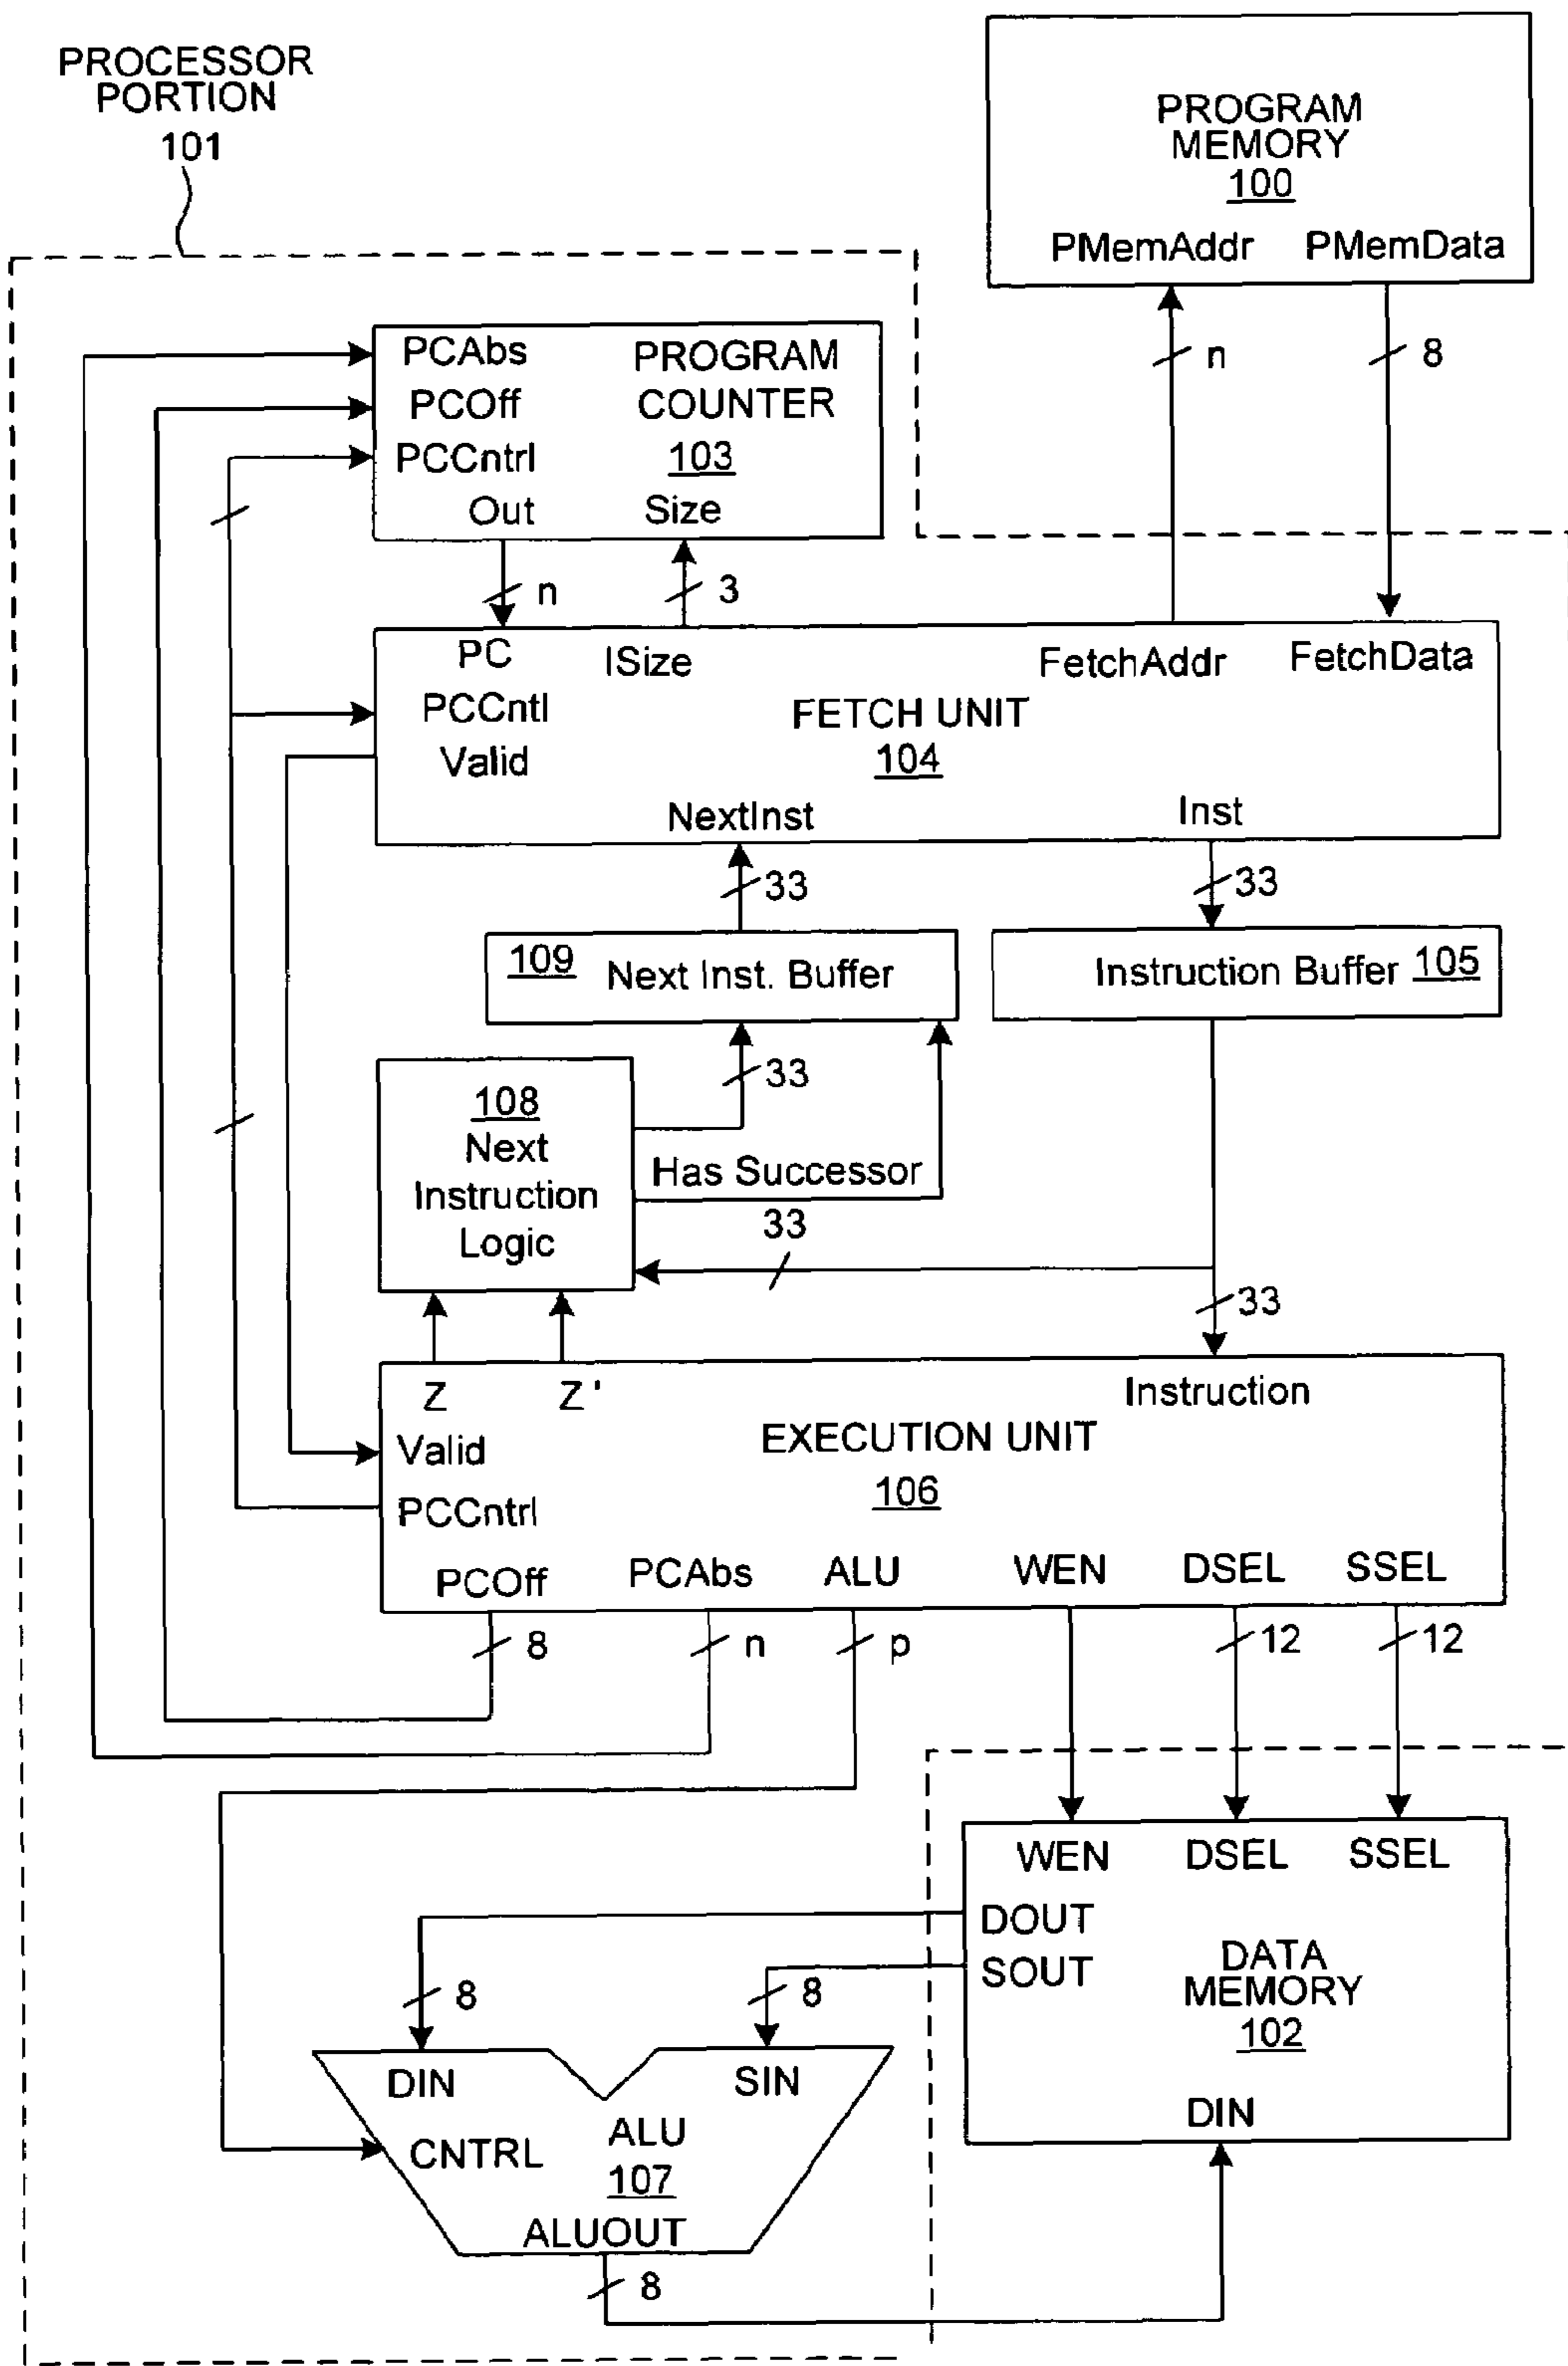 PROCESSOR
PORTION
101
PROGRAM
MEMORY
100
PMemAddr PMemData
n
8
PCAbs PROGRAM
PCOff COUNTER
PCCntrl 103
Out Size
n
3
PC ISize FetchAddr FetchData
PCCntl FETCH UNIT
Valid 104
NextInst Inst
33
33
109 Next Inst. Buffer
Instruction Buffer 105
33
108
Next
Instruction
Logic
Has Successor
33
33
Z Z' Instruction
Valid EXECUTION UNIT
PCCntrl 106
PCOff PCAbs ALU WEN DSEL SSEL
8
n
p
12
12
WEN DSEL SSEL
DOUT
SOUT
DATA
MEMORY
102
DIN
8
8
DIN SIN
CNTRL ALU
107
ALUOUT
8